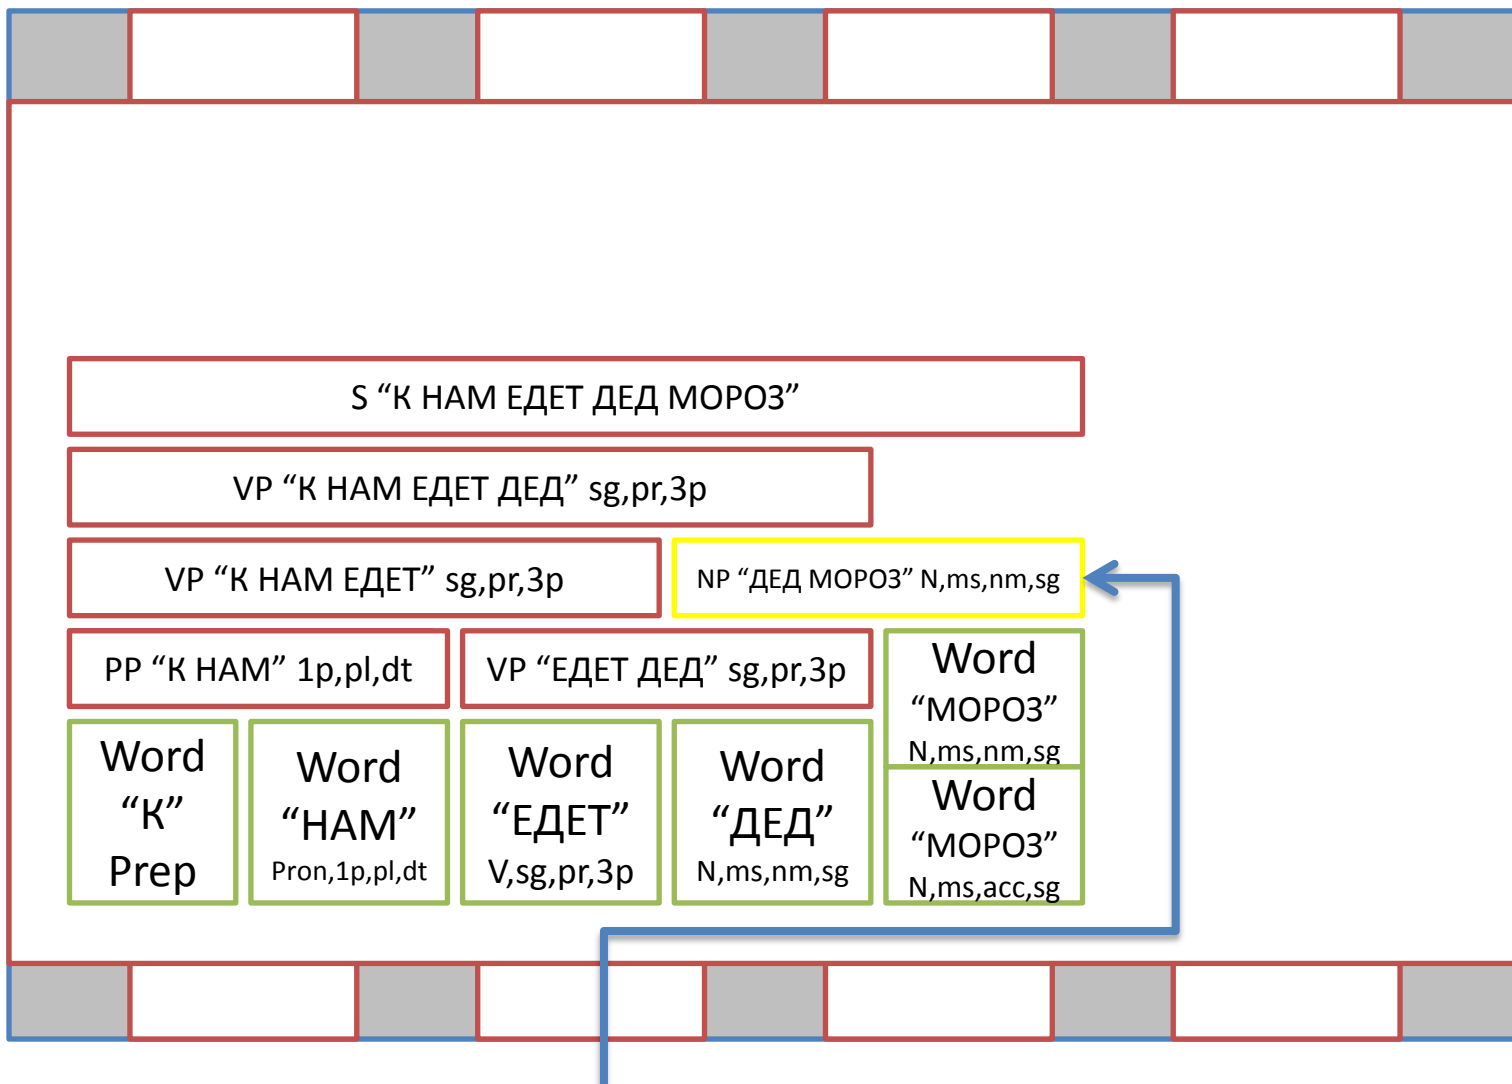 S “К НАМ ЕДЕТ ДЕД МОРОЗ”
VP “К НАМ ЕДЕТ ДЕД” sg,pr,3p
VP “К НАМ ЕДЕТ” sg,pr,3p
NP “ДЕД МОРОЗ” N,ms,nm,sg
PP “К НАМ” 1p,pl,dt
VP “ЕДЕТ ДЕД” sg,pr,3p
Word
“МОРОЗ”
N,ms,nm,sg
Word
“К”
Prep
Word
“НАМ”
Pron,1p,pl,dt
Word
“ЕДЕТ”
V,sg,pr,3p
Word
“ДЕД”
N,ms,nm,sg
Word
“МОРОЗ”
N,ms,acc,sg